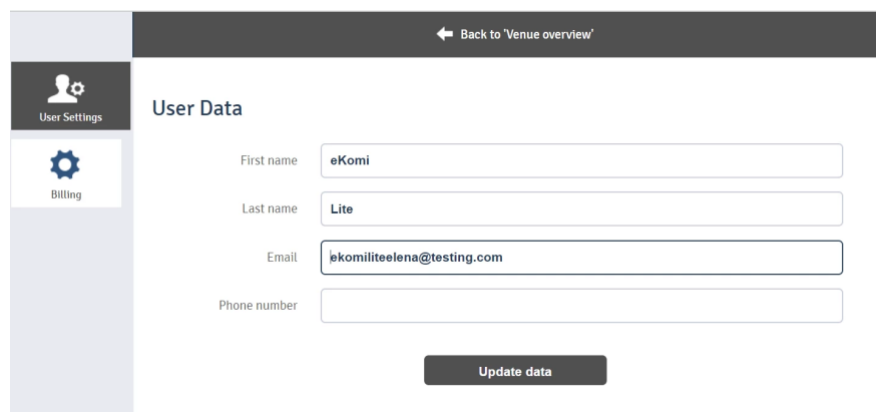 Back to 'Venue overview'
User Settings
Billing
User Data
First name eKomi
Last name Lite
Email ekomiliteelena@testing.com
Phone number
Update data